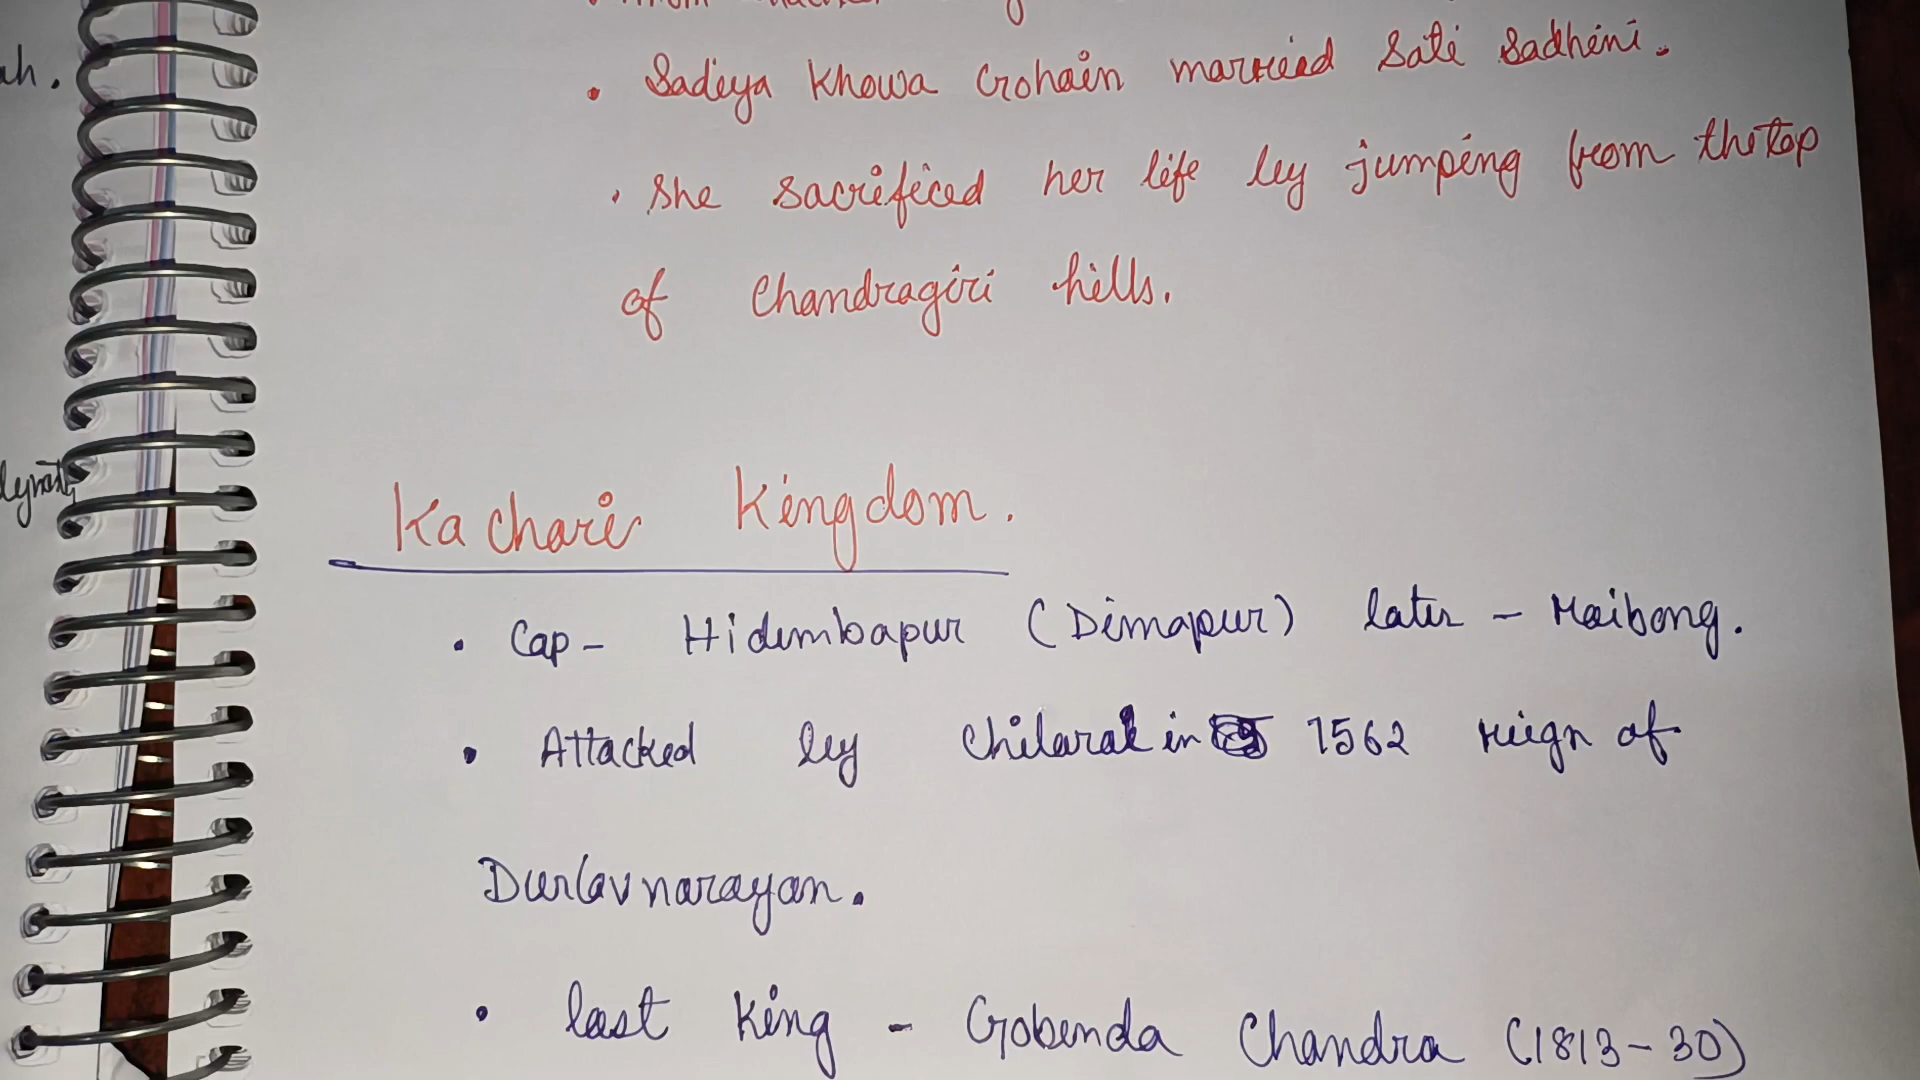 ah.
• Sadiya Khowa Gohain married Sati Sadhini.
• She sacrificed her life by jumping from the top
of Chandragiri hills.
Kachari Kingdom.
• Cap - Hidimbapur (Dimapur) later - Maibong.
• Attacked by Chilarai in 1562 reign of
Durlavnarayan.
• last King - Gobinda Chandra (1813-30)